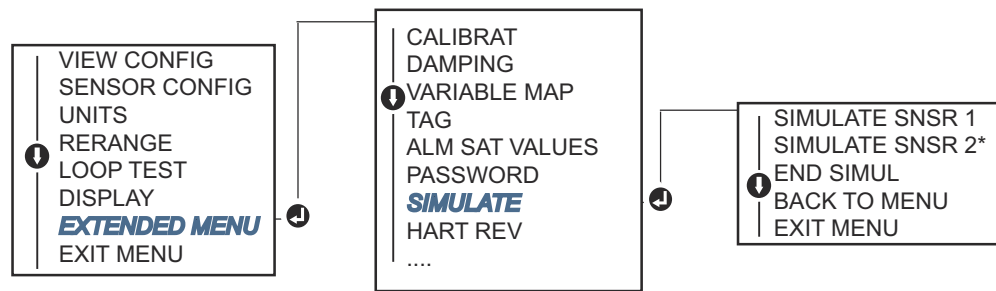 VIEW CONFIG
SENSOR CONFIG
UNITS
RERANGE
LOOP TEST
DISPLAY
EXTENDED MENU
EXIT MENU
CALIBRAT
DAMPING
VARIABLE MAP
TAG
ALM SAT VALUES
PASSWORD
SIMULATE
HART REV
....
SIMULATE SNSR 1
SIMULATE SNSR 2*
END SIMUL
BACK TO MENU
EXIT MENU